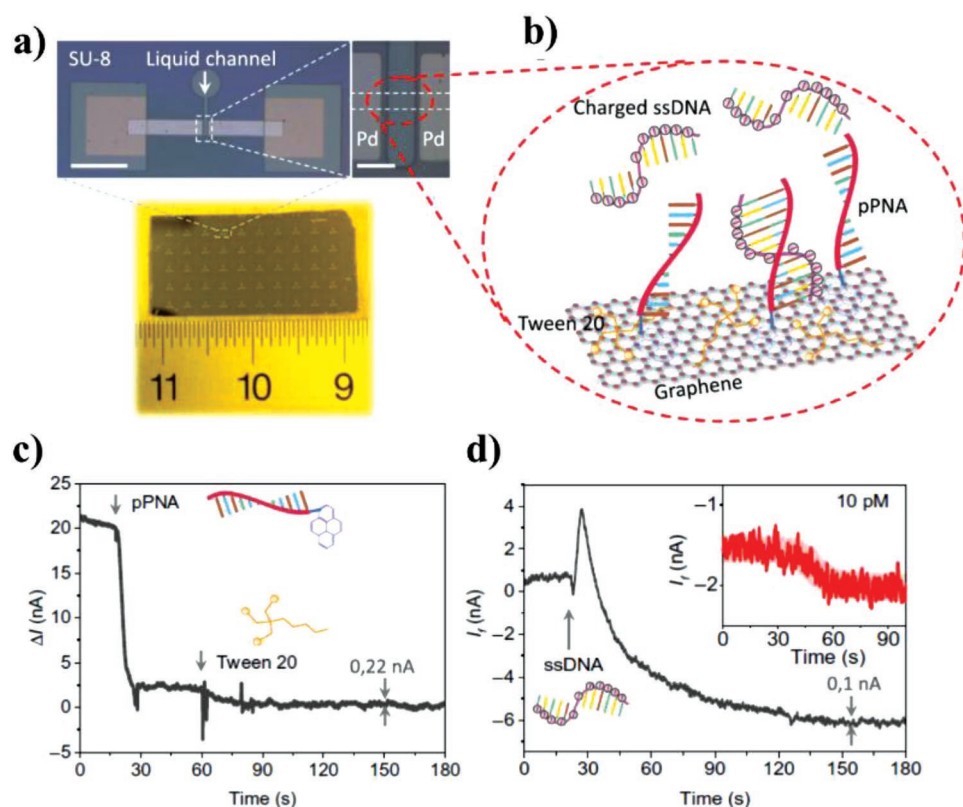 a)
SU-8
Liquid channel
Pd
Pd
11
10
9
b)
Charged ssDNA
pPNA
Tween 20
Graphene
c)
25
20
15
10
5
0
−5
ΔI (nA)
pPNA
Tween 20
0,22 nA
0
30
60
90
120
150
180
Time (s)
d)
4
2
0
−2
−4
−6
I_r (nA)
ssDNA
0,1 nA
0
30
60
90
120
150
180
Time (s)
10 pM
−1
−2
I_r (nA)
0
30
60
90
Time (s)